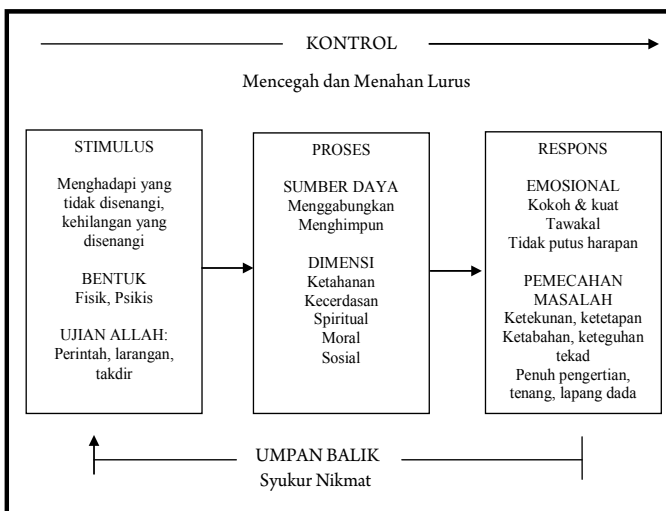 KONTROL
Mencegah dan Menahan Lurus
STIMULUS
Menghadapi yang
tidak disenangi,
kehilangan yang
disenangi
BENTUK
Fisik, Psikis
UJIAN ALLAH:
Perintah, larangan,
takdir
PROSES
SUMBER DAYA
Menggabungkan
Menghimpun
DIMENSI
Ketahanan
Kecerdasan
Spiritual
Moral
Sosial
RESPONS
EMOSIONAL
Kokoh & kuat
Tawakal
Tidak putus harapan
PEMECAHAN
MASALAH
Ketekunan, ketetapan
Ketabahan, keteguhan
tekad
Penuh pengertian,
tenang, lapang dada
UMPAN BALIK
Syukur Nikmat